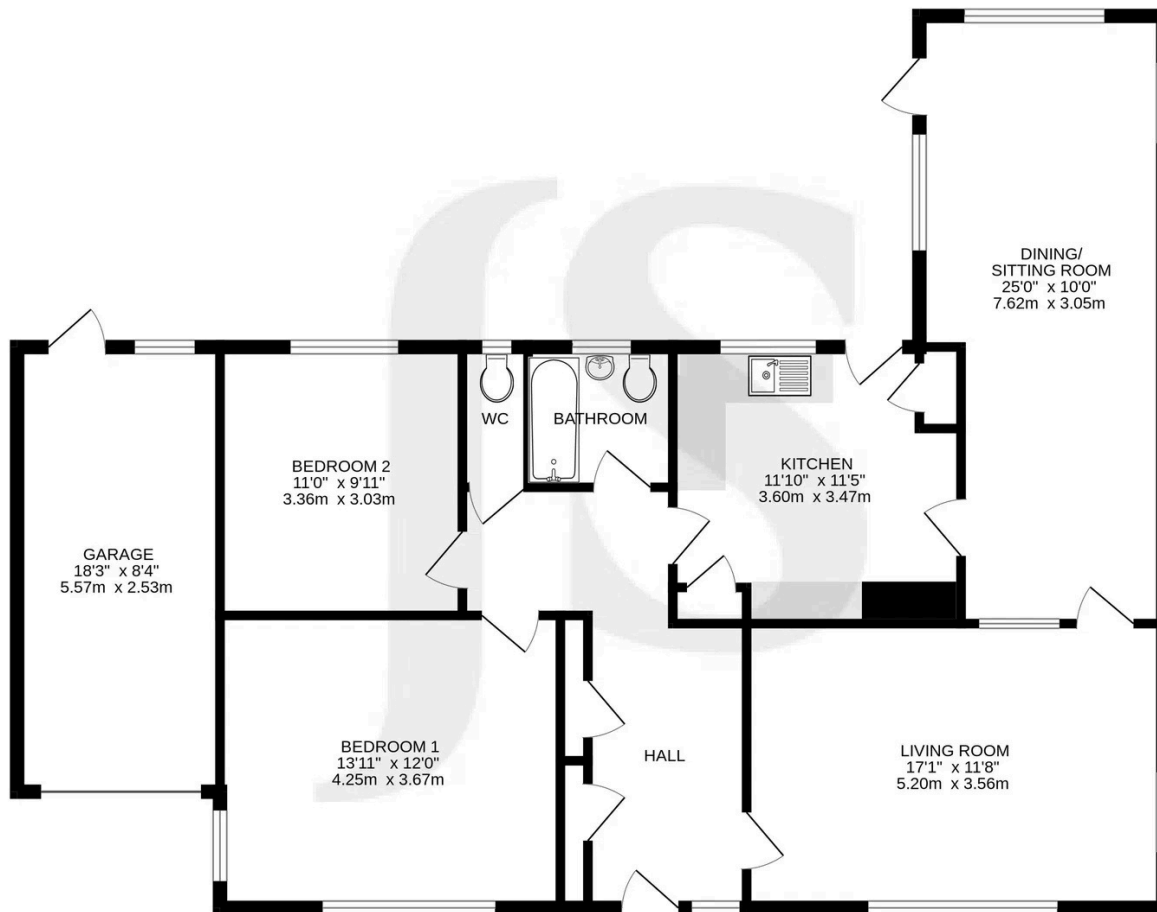 DINING/
SITTING ROOM
25'0" x 10'0"
7.62m x 3.05m
WC
BATHROOM
BEDROOM 2
11'0" x 9'11"
3.36m x 3.03m
KITCHEN
11'10" x 11'5"
3.60m x 3.47m
GARAGE
18'3" x 8'4"
5.57m x 2.53m
BEDROOM 1
13'11" x 12'0"
4.25m x 3.67m
HALL
LIVING ROOM
17'1" x 11'8"
5.20m x 3.56m
JS